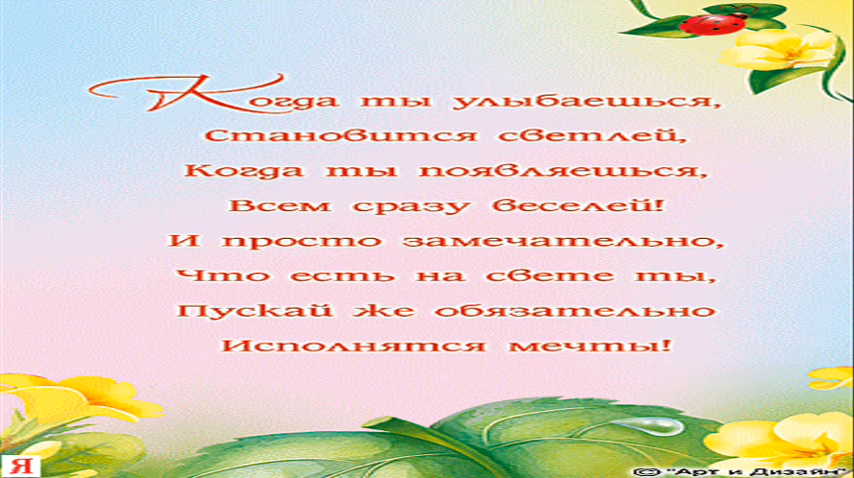 Когда ты улыбаешься,
Становится светлей,
Когда ты появляешься,
Всем сразу веселей!
И просто замечательно,
Что есть на свете ты,
Пускай же обязательно
Исполнятся мечты!
Я
© "Арт и Дизайн"